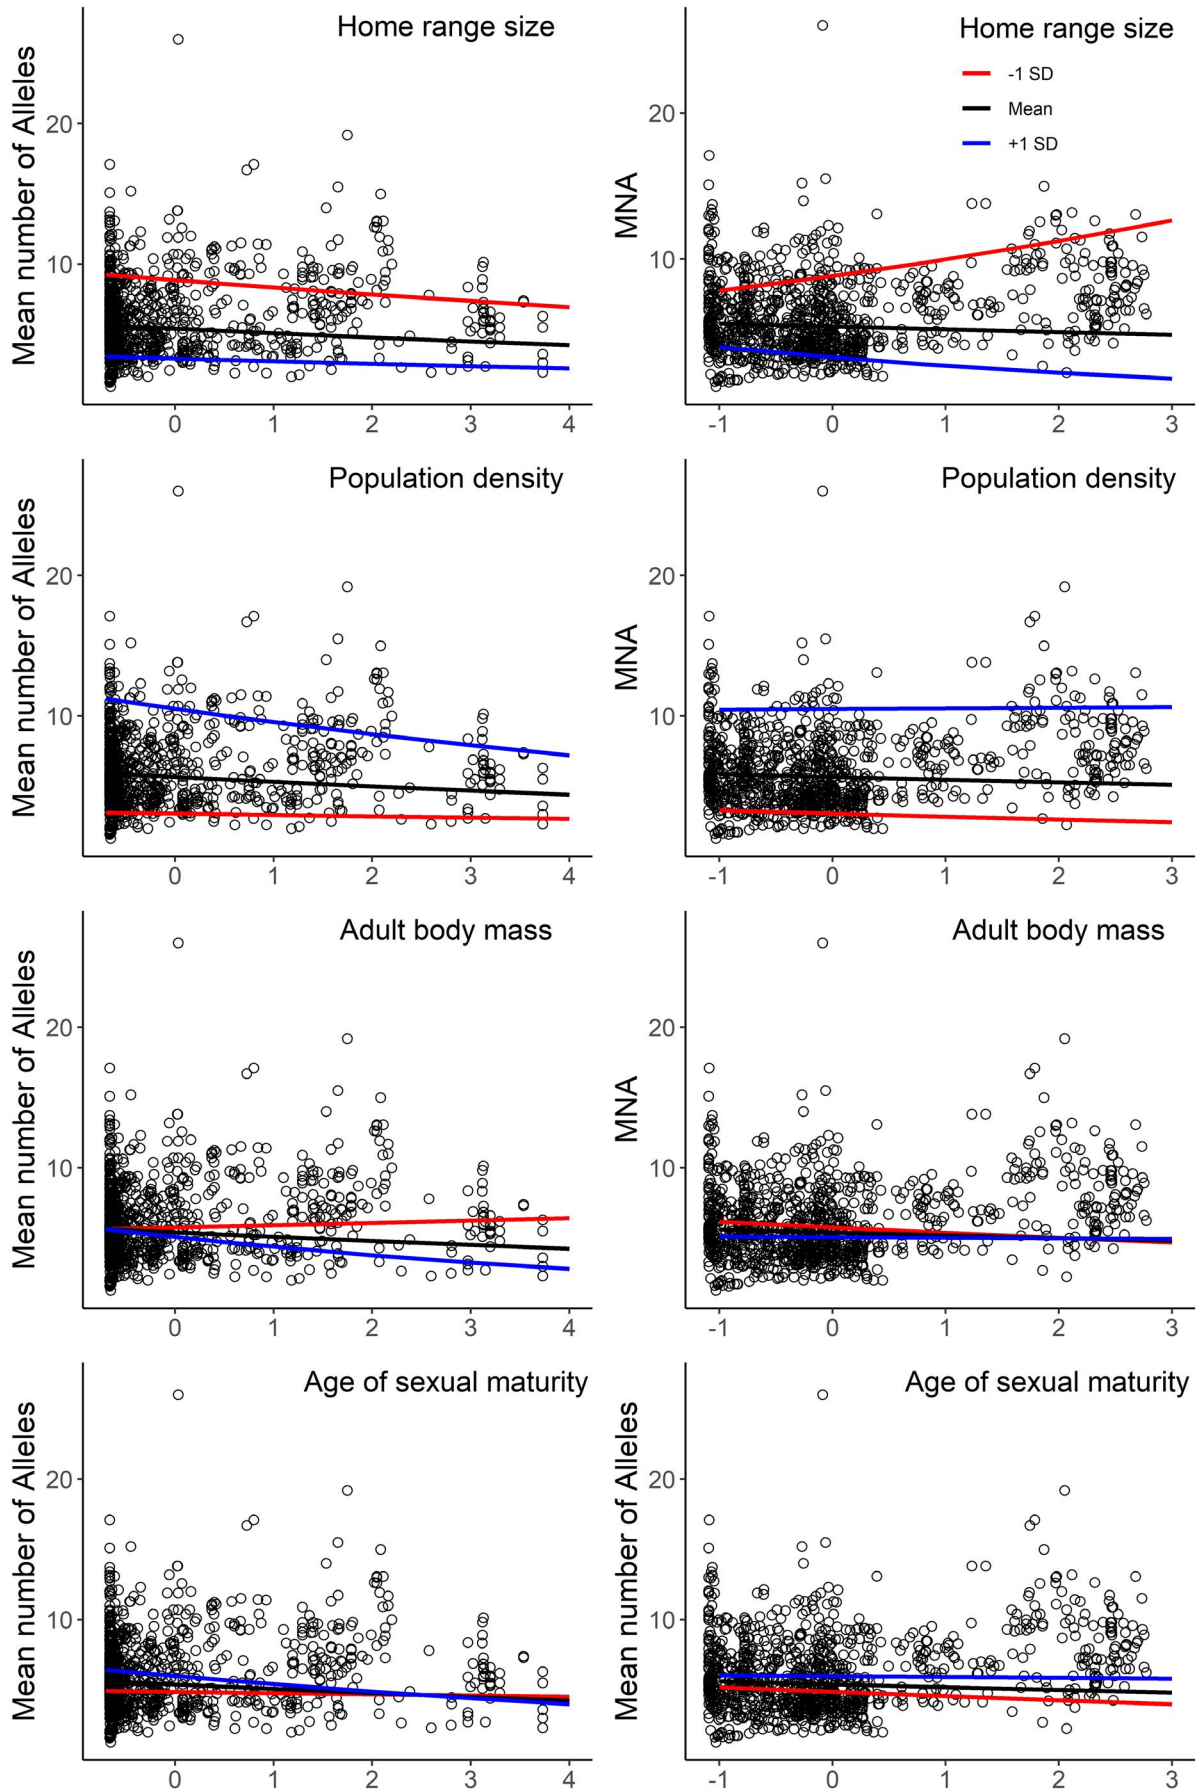 Home range size
Mean number of Alleles
20
10
0 1 2 3 4
Home range size
-1 SD
Mean
+1 SD
MNA
20
10
-1 0 1 2 3
Population density
Mean number of Alleles
20
10
0 1 2 3 4
Population density
MNA
20
10
-1 0 1 2 3
Adult body mass
Mean number of Alleles
20
10
0 1 2 3 4
Adult body mass
MNA
20
10
-1 0 1 2 3
Age of sexual maturity
Mean number of Alleles
20
10
0 1 2 3 4
Age of sexual maturity
Mean number of Alleles
20
10
-1 0 1 2 3